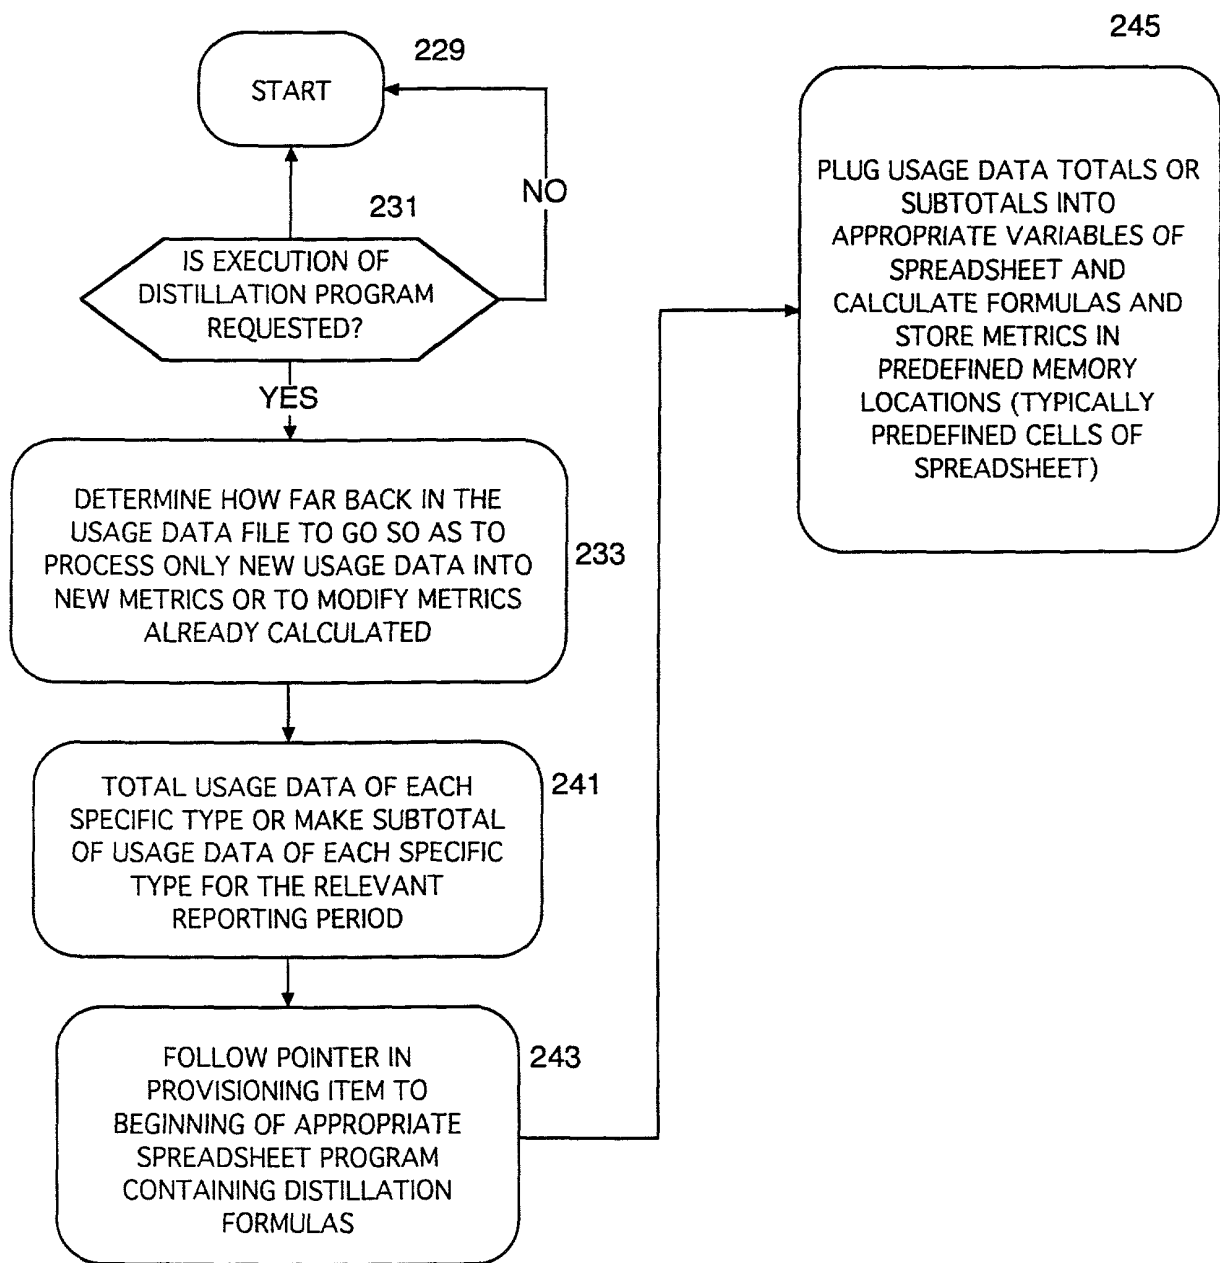 229
START
NO
231
IS EXECUTION OF
DISTILLATION PROGRAM
REQUESTED?
YES
DETERMINE HOW FAR BACK IN THE
USAGE DATA FILE TO GO SO AS TO
PROCESS ONLY NEW USAGE DATA INTO
NEW METRICS OR TO MODIFY METRICS
ALREADY CALCULATED
233
TOTAL USAGE DATA OF EACH
SPECIFIC TYPE OR MAKE SUBTOTAL
OF USAGE DATA OF EACH SPECIFIC
TYPE FOR THE RELEVANT
REPORTING PERIOD
241
FOLLOW POINTER IN
PROVISIONING ITEM TO
BEGINNING OF APPROPRIATE
SPREADSHEET PROGRAM
CONTAINING DISTILLATION
FORMULAS
243
245
PLUG USAGE DATA TOTALS OR
SUBTOTALS INTO
APPROPRIATE VARIABLES OF
SPREADSHEET AND
CALCULATE FORMULAS AND
STORE METRICS IN
PREDEFINED MEMORY
LOCATIONS (TYPICALLY
PREDEFINED CELLS OF
SPREADSHEET)